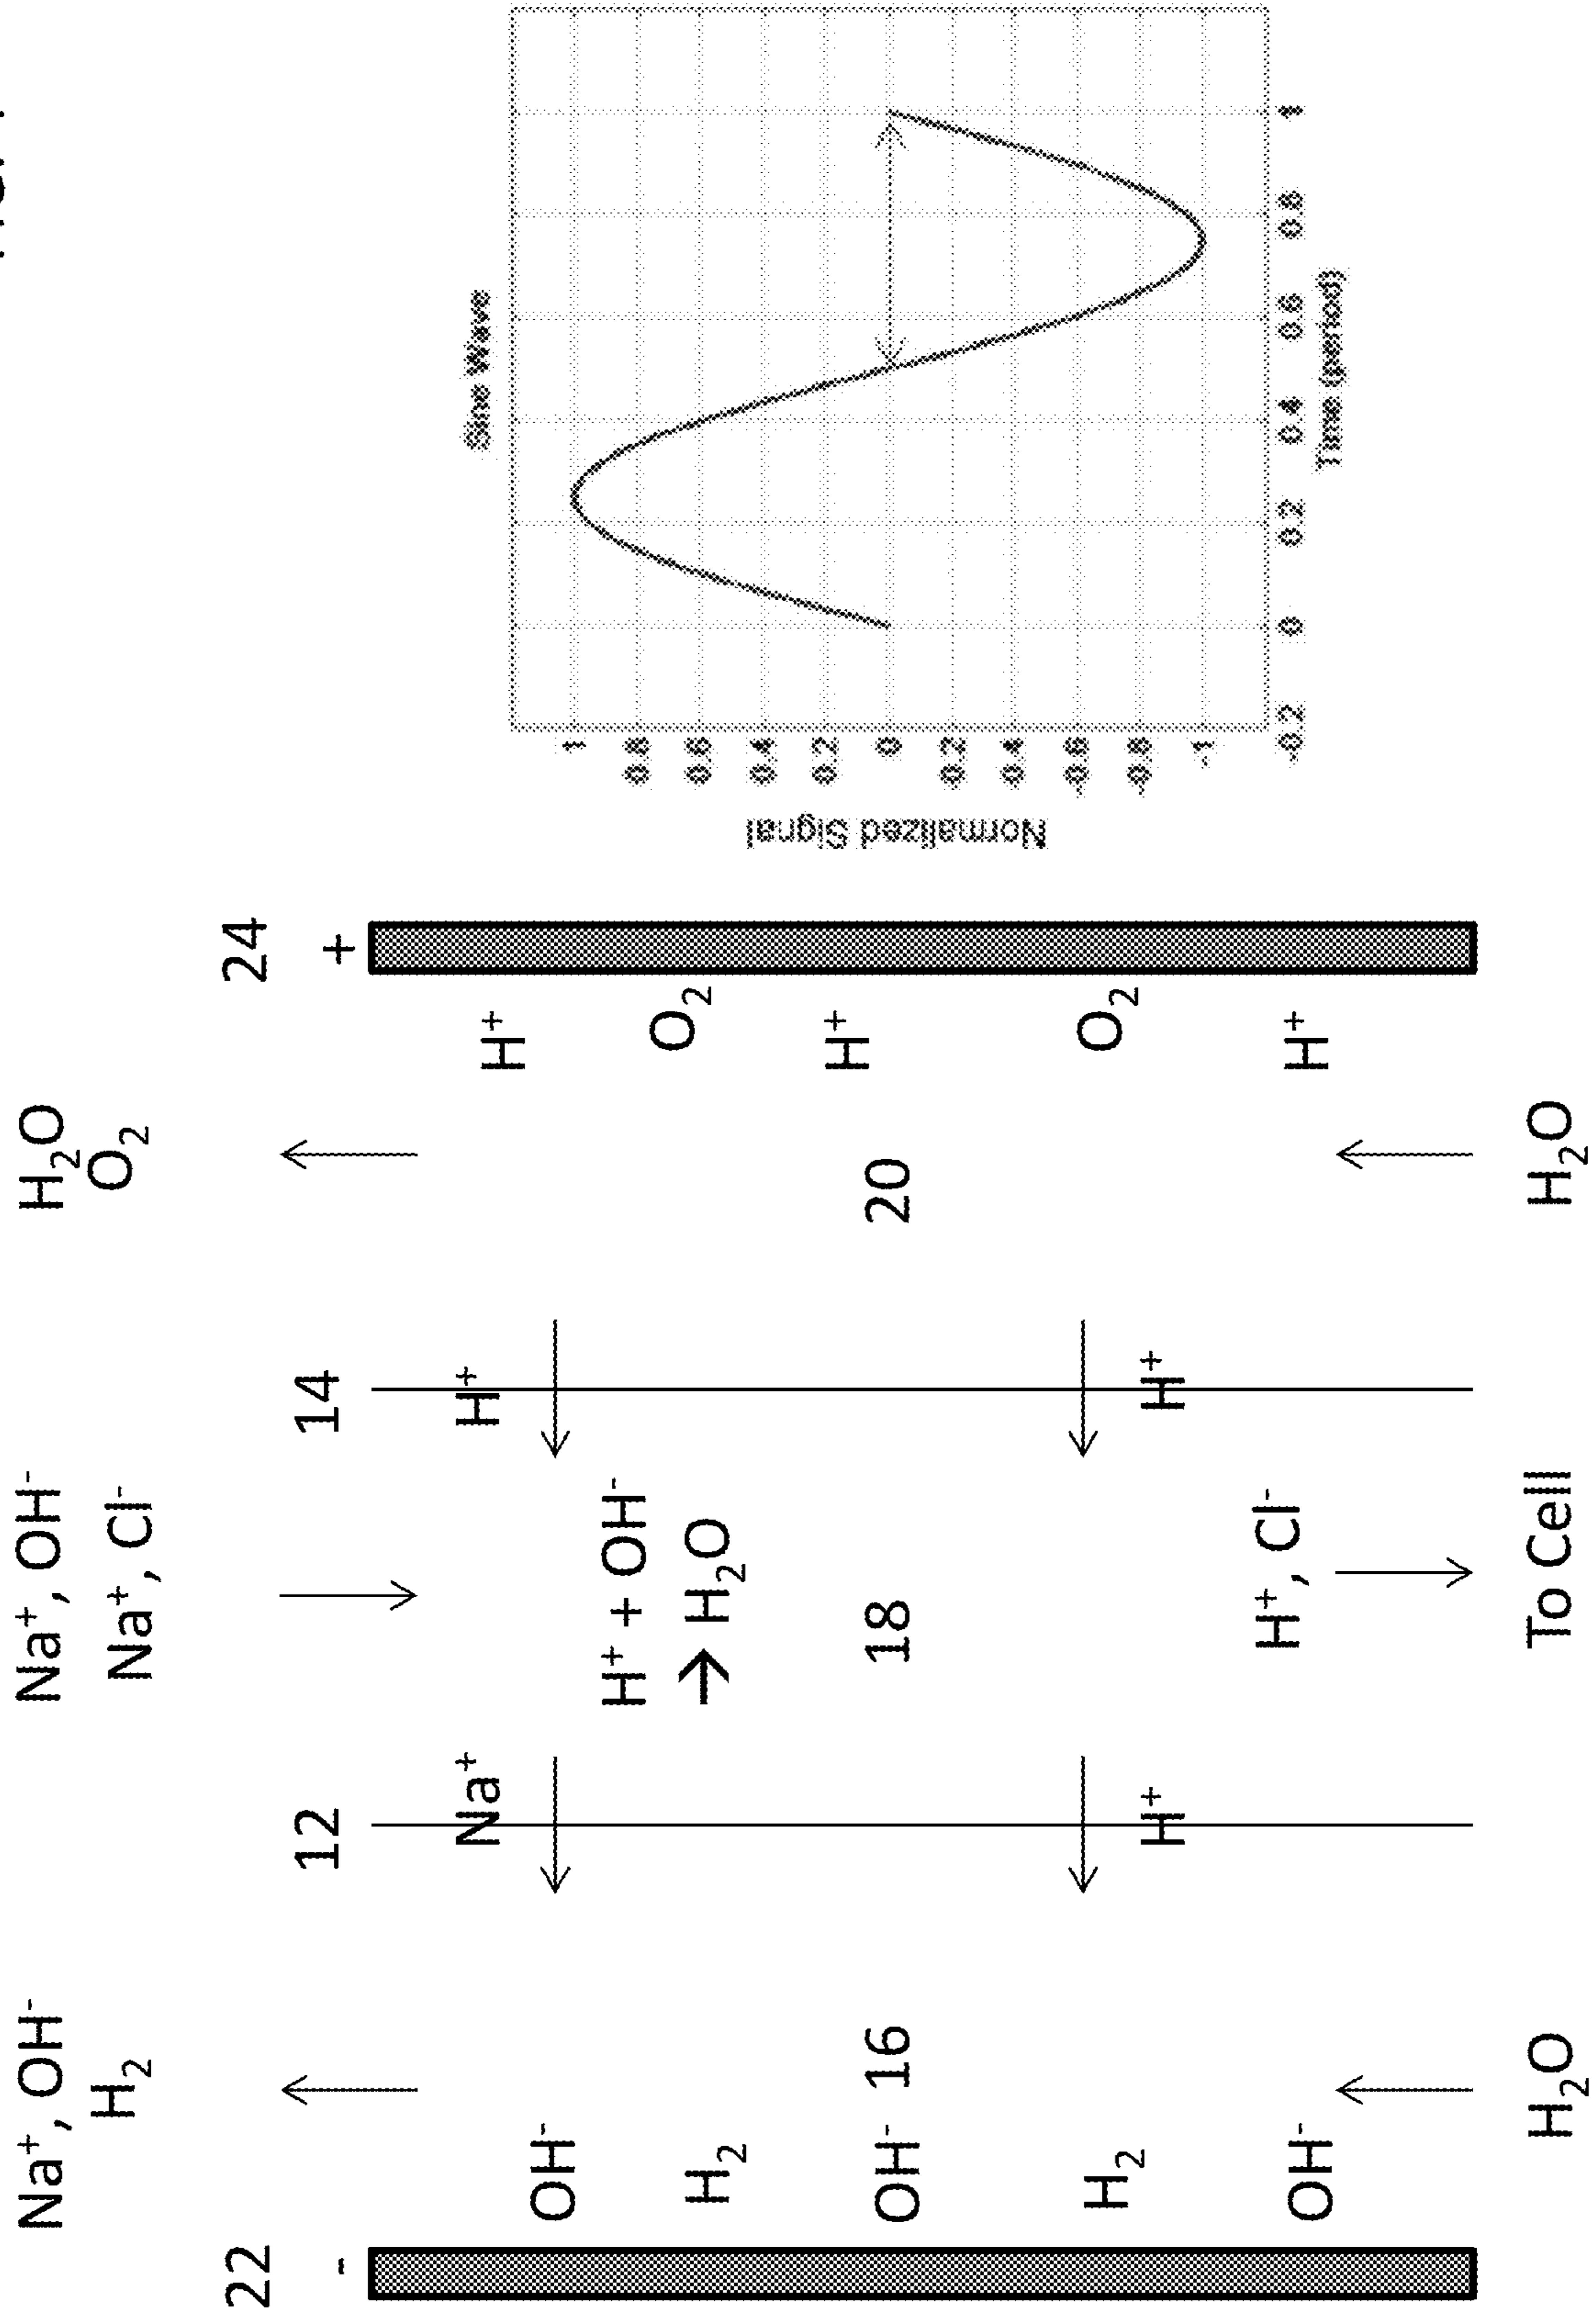 Na⁺, OH⁻
H₂
Na⁺, OH⁻
Na⁺, Cl⁻
H₂O
O₂
22
-
12
14
24
+
Na⁺
H⁺
H⁺
OH⁻
H⁺ + OH⁻
→ H₂O
H₂
O₂
OH⁻
16
18
20
H⁺
H₂
O₂
H⁺
H⁺
OH⁻
H⁺, Cl⁻
H⁺
H₂O
To Cell
H₂O
Sine Wave
Normalized Signal
1
0.8
0.6
0.4
0.2
0
-0.2
-0.4
-0.6
-0.8
-1
-0.2 0 0.2 0.4 0.6 0.8 1
Time (period)